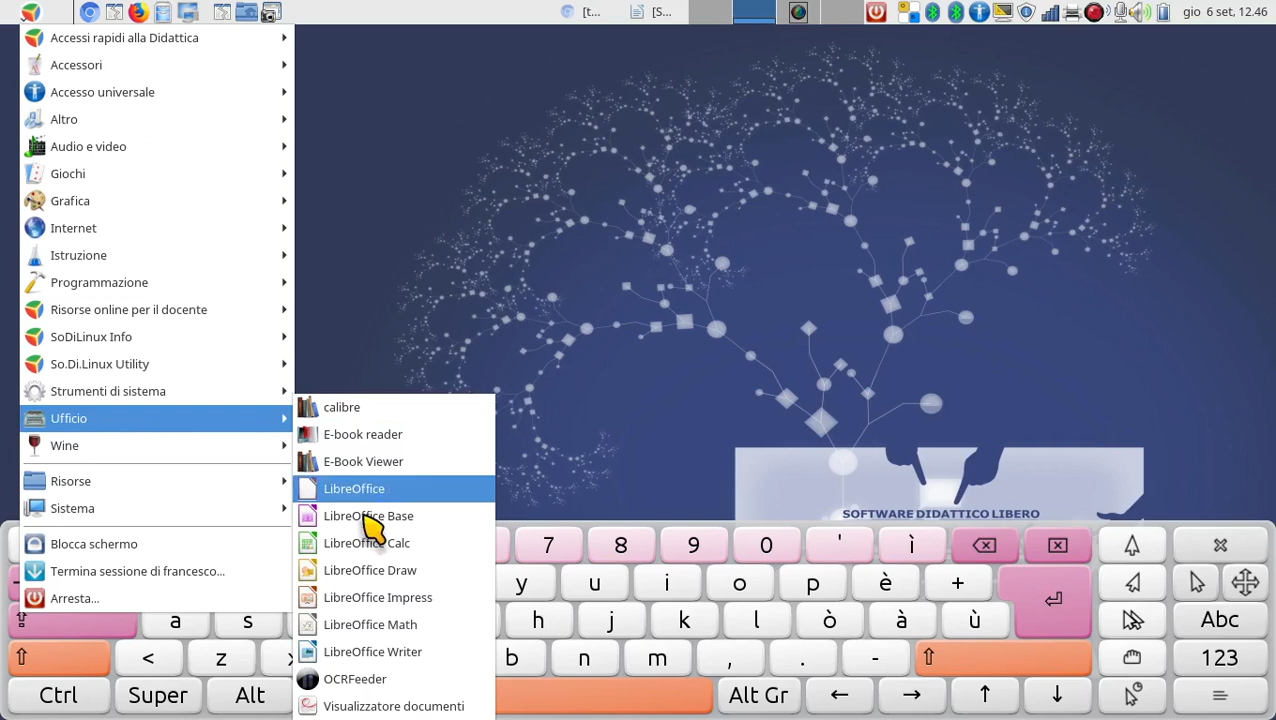 [t...
[S...
gio 6 set, 12.46
Accessi rapidi alla Didattica
Accessori
Accesso universale
Altro
Audio e video
Giochi
Grafica
Internet
Istruzione
Programmazione
Risorse online per il docente
SoDiLinux Info
So.Di.Linux Utility
Strumenti di sistema
Ufficio
Wine
Risorse
Sistema
Blocca schermo
Termina sessione di francesco...
Arresta...
calibre
E-book reader
E-Book Viewer
LibreOffice
LibreOffice Base
LibreOffice Calc
LibreOffice Draw
LibreOffice Impress
LibreOffice Math
LibreOffice Writer
OCRFeeder
Visualizzatore documenti
SOFTWARE DIDATTICO LIBERO
7 8 9 0 ' ì
y u i o p è +
a s h j k l ò à ù Abc
< z b n m , . - 123
Ctrl Super Alt Alt Gr ← → ↑ ↓